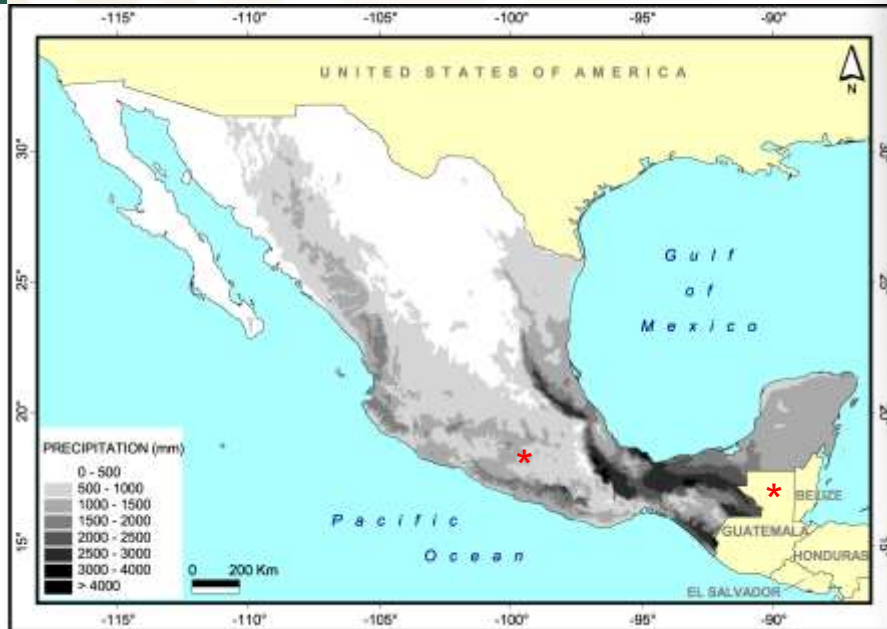 -115° -110° -105° -100° -95° -90°
UNITED STATES OF AMERICA
N
30° 30°
Gulf
of
Mexico
25° 25°
20° 20°
PRECIPITATION (mm)
0 - 500
500 - 1000
1000 - 1500
1500 - 2000
2000 - 2500
2500 - 3000
3000 - 4000
> 4000
0 200 Km
*
*
BELIZE
Pacific
Ocean
15° 15°
GUATEMALA
HONDURAS
EL SALVADOR
-115° -110° -105° -100° -95° -90°